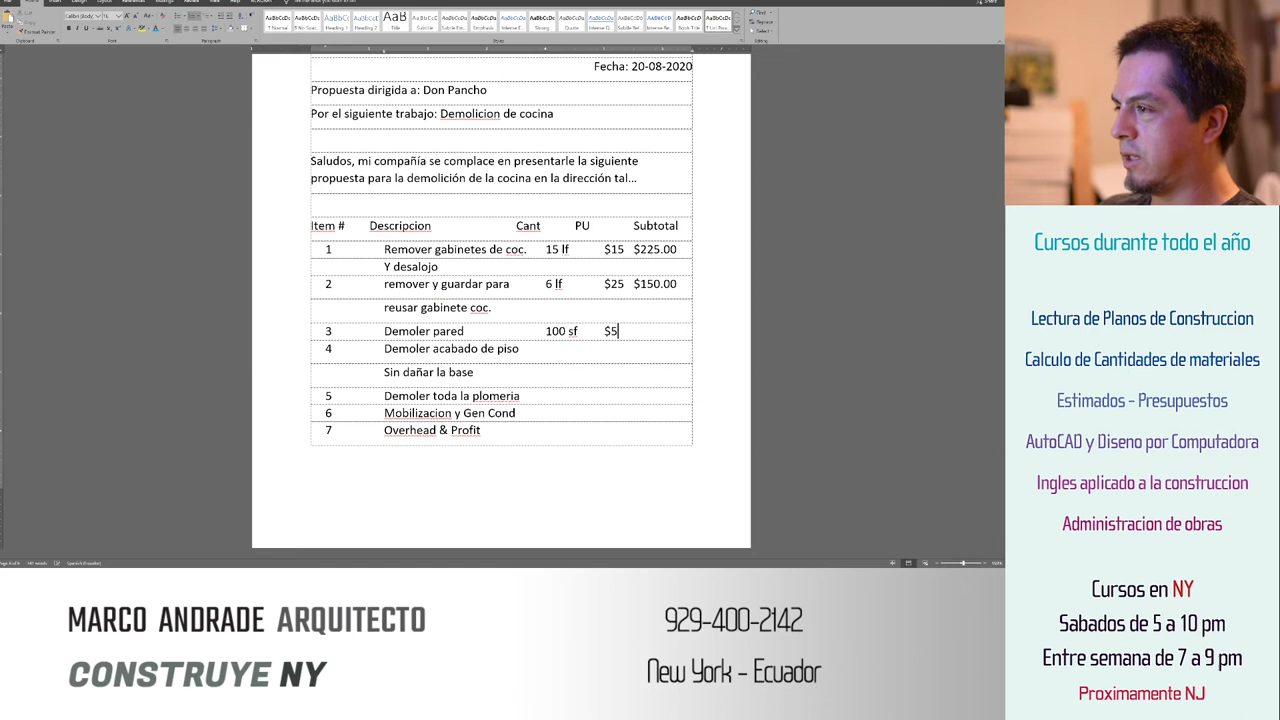 Fecha: 20-08-2020
Propuesta dirigida a: Don Pancho
Por el siguiente trabajo: Demolicion de cocina
Saludos, mi compañía se complace en presentarle la siguiente
propuesta para la demolición de la cocina en la dirección tal...
Item # Descripcion Cant PU Subtotal
1 Remover gabinetes de coc. 15 lf $15 $225.00
Y desalojo
2 remover y guardar para 6 lf $25 $150.00
reusar gabinete coc.
3 Demoler pared 100 sf $5
4 Demoler acabado de piso
Sin dañar la base
5 Demoler toda la plomeria
6 Mobilizacion y Gen Cond
7 Overhead & Profit
Cursos durante todo el año
Lectura de Planos de Construccion
Calculo de Cantidades de materiales
Estimados - Presupuestos
AutoCAD y Diseno por Computadora
Ingles aplicado a la construccion
Administracion de obras
Cursos en NY
Sabados de 5 a 10 pm
Entre semana de 7 a 9 pm
Proximamente NJ
MARCO ANDRADE ARQUITECTO
CONSTRUYE NY
929-400-2142
New York - Ecuador